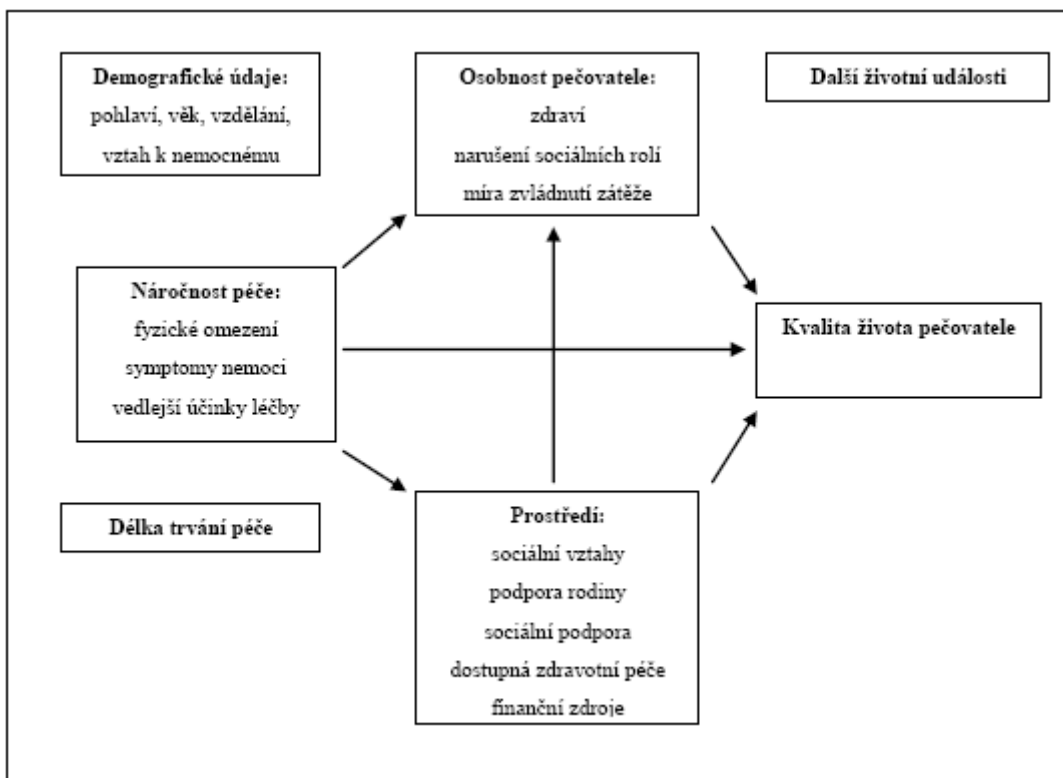 Demografické údaje:
pohlaví, věk, vzdělání,
vztah k nemocnému
Osobnost pečovatele:
zdraví
narušení sociálních rolí
míra zvládnutí zátěže
Další životní události
Náročnost péče:
fyzické omezení
symptomy nemoci
vedlejší účinky léčby
Kvalita života pečovatele
Délka trvání péče
Prostředí:
sociální vztahy
podpora rodiny
sociální podpora
dostupná zdravotní péče
finanční zdroje